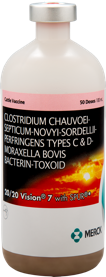 Cattle Vaccine 50 Doses
CLOSTRIDIUM CHAUVOEI-
SEPTICUM-NOVYI-SORDELLII-
PERFRINGENS TYPES C & D-
MORAXELLA BOVIS
BACTERIN-TOXOID
20/20 Vision® 7 with SPUR®
MERCK